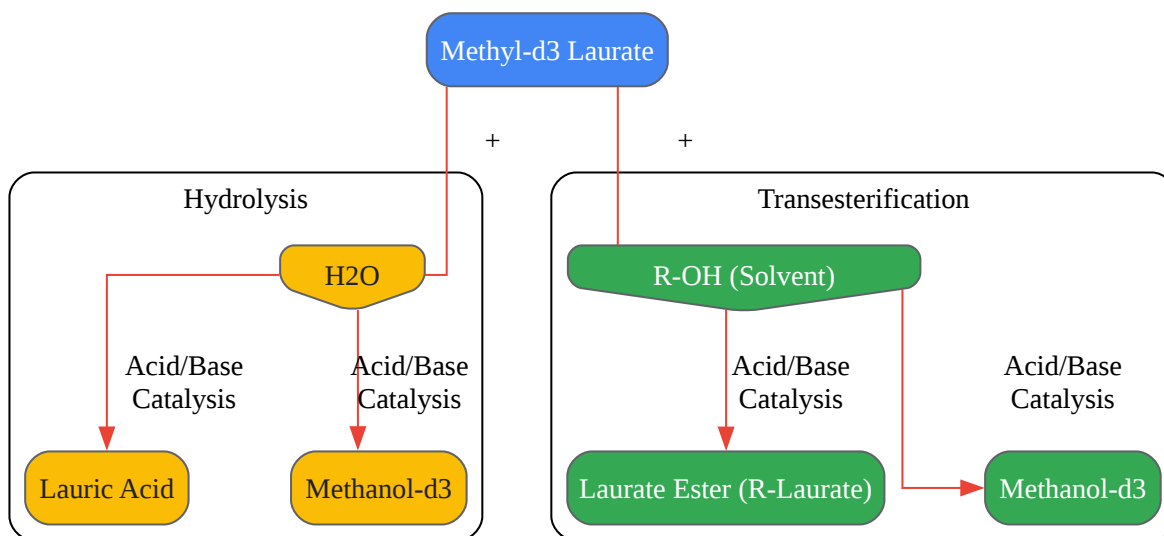 Methyl-d3 Laurate
+
+
Hydrolysis
Transesterification
H2O
R-OH (Solvent)
Acid/Base
Catalysis
Acid/Base
Catalysis
Acid/Base
Catalysis
Acid/Base
Catalysis
Lauric Acid
Methanol-d3
Laurate Ester (R-Laurate)
Methanol-d3